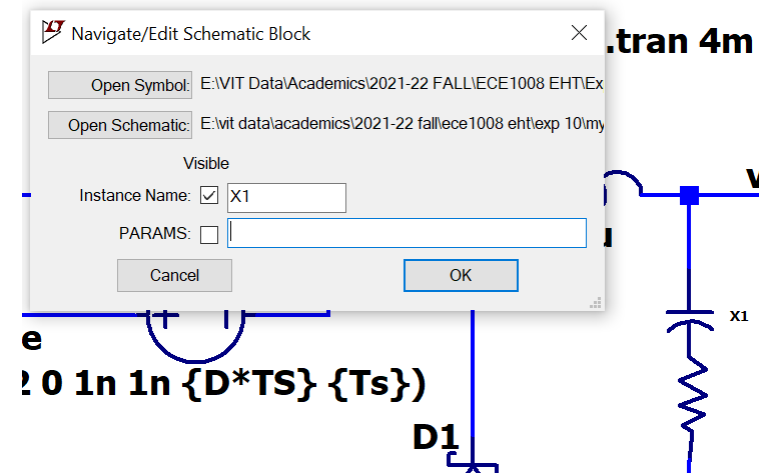 Navigate/Edit Schematic Block
.tran 4m
Open Symbol: E:\VIT Data\Academics\2021-22 FALL\ECE1008 EHT\Ex
Open Schematic: E:\vit data\academics\2021-22 fall\ece1008 eht\exp 10\my
Visible
Instance Name: X1
PARAMS:
Cancel OK
X1
e
2 0 1n 1n {D*TS} {Ts})
D1